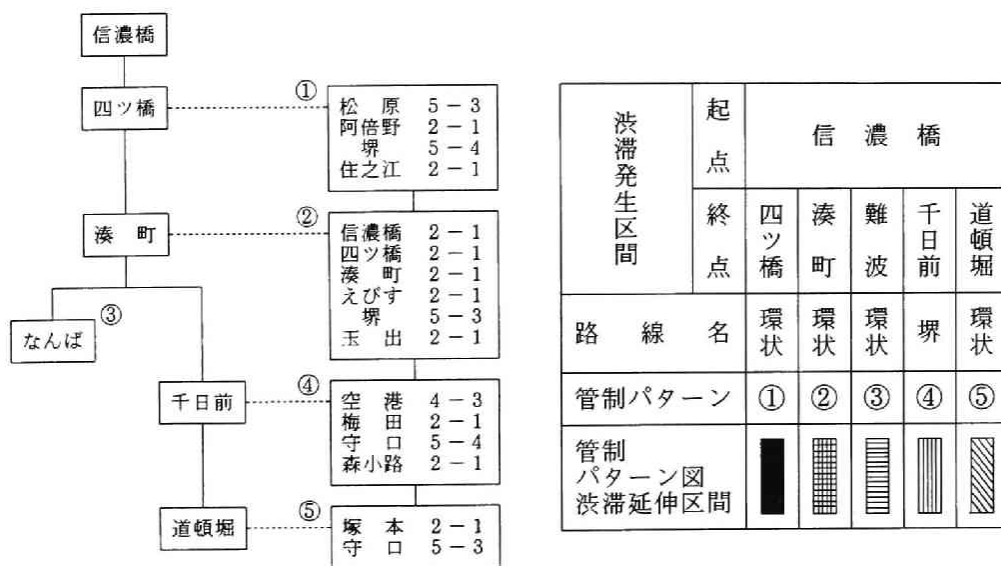 信濃橋
四ツ橋
①
松原 5－3
阿倍野 2－1
堺 5－4
住之江 2－1
湊町
②
信濃橋 2－1
四ツ橋 2－1
湊町 2－1
えびす 2－1
堺 5－3
玉出 2－1
③
なんば
千日前
④
空港 4－3
梅田 2－1
守口 5－4
森小路 2－1
道頓堀
⑤
塚本 2－1
守口 5－3
渋滞発生区間
起点
信濃橋
終点
四ツ橋
湊町
難波
千日前
道頓堀
路線名
環状
環状
環状
堺
環状
管制パターン
①
②
③
④
⑤
管制
パターン図
渋滞延伸区間